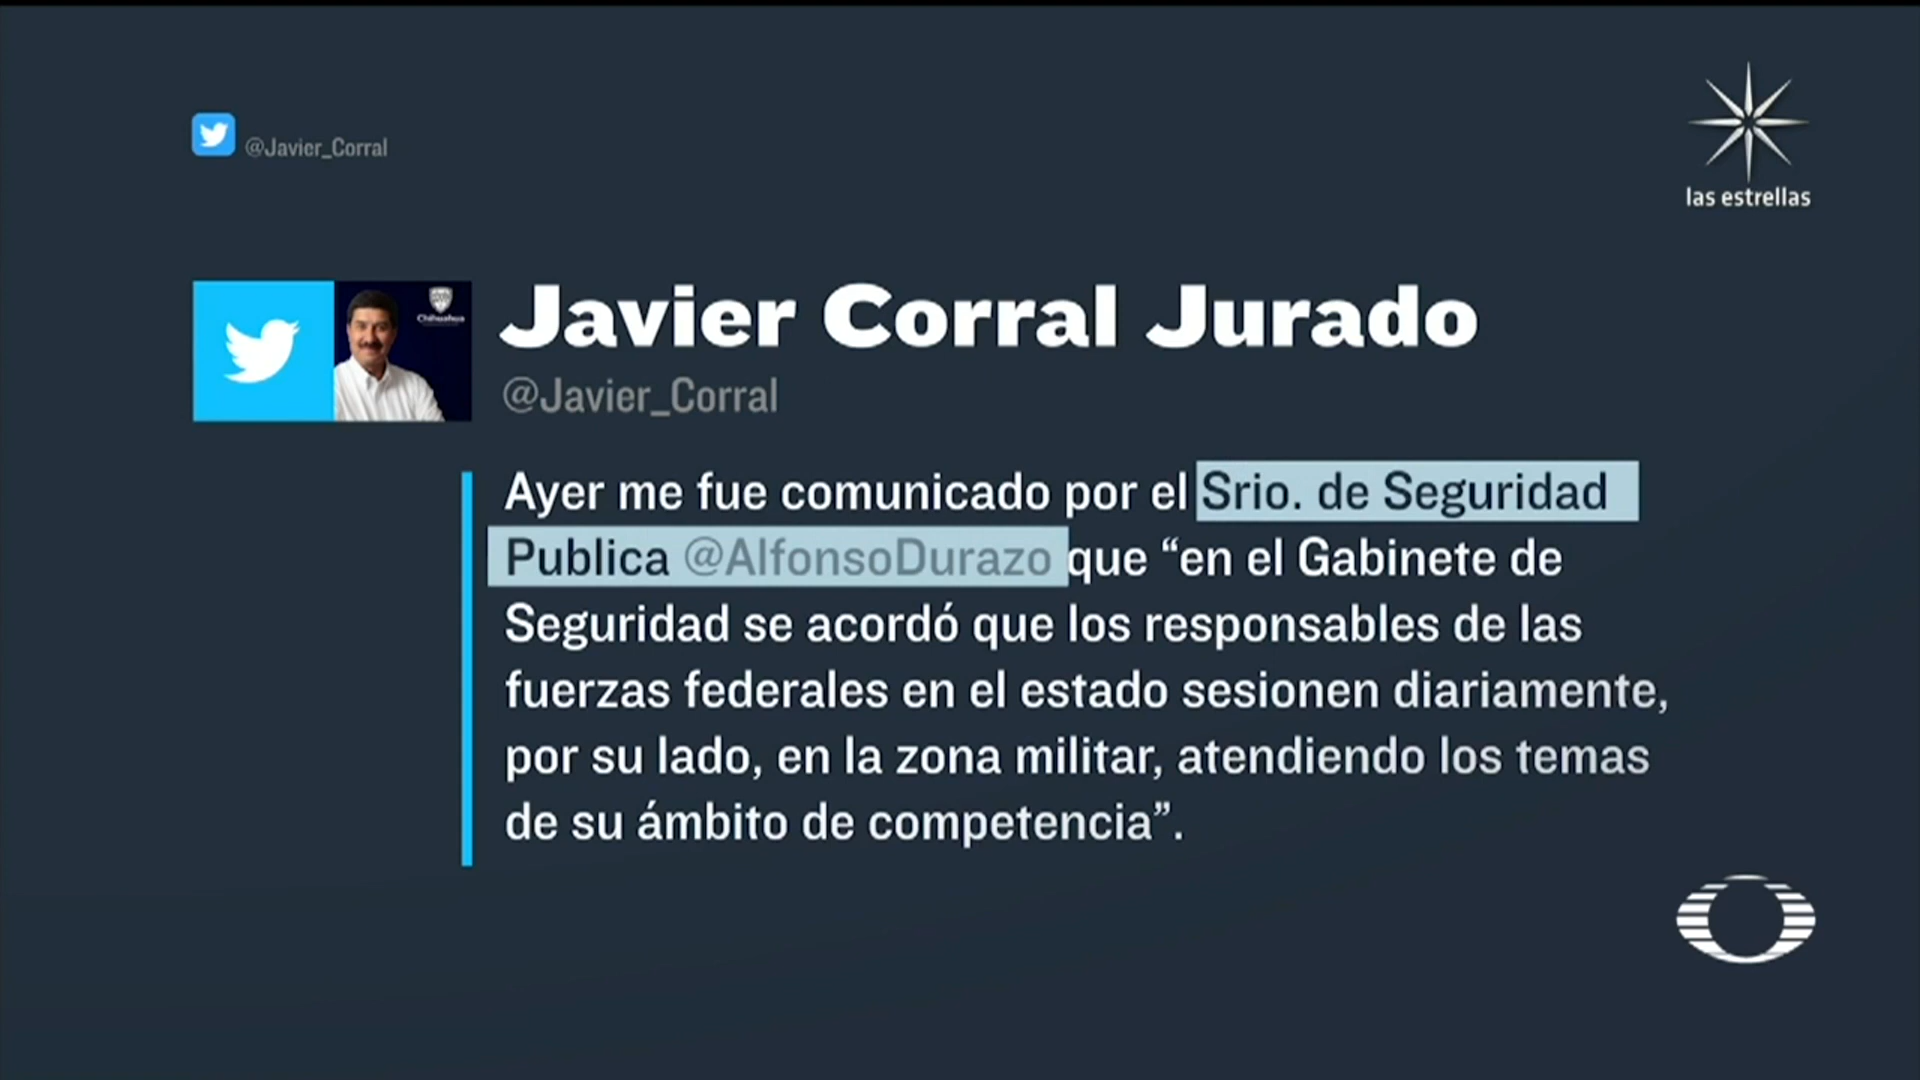 @Javier_Corral
las estrellas
Chihuahua
Javier Corral Jurado
@Javier_Corral
Ayer me fue comunicado por el Srio. de Seguridad
Publica @AlfonsoDurazo que “en el Gabinete de
Seguridad se acordó que los responsables de las
fuerzas federales en el estado sesionen diariamente,
por su lado, en la zona militar, atendiendo los temas
de su ámbito de competencia”.